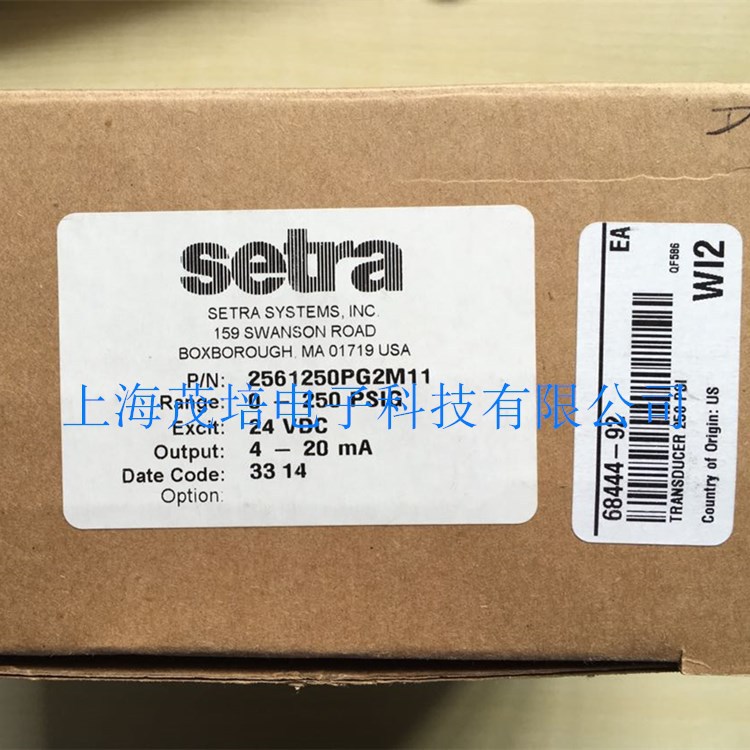 setra
SETRA SYSTEMS, INC.
159 SWANSON ROAD
BOXBOROUGH, MA 01719 USA
P/N: 2561250PG2M11
Range: 0 – 250 PSIG
Excit: 24 VDC
Output: 4 – 20 mA
Date Code: 33 14
Option:
上海茂培电子科技有限公司
EA
68444-92
TRANSDUCER 250 PSI
Country of Origin: US
QF586
WI2
D